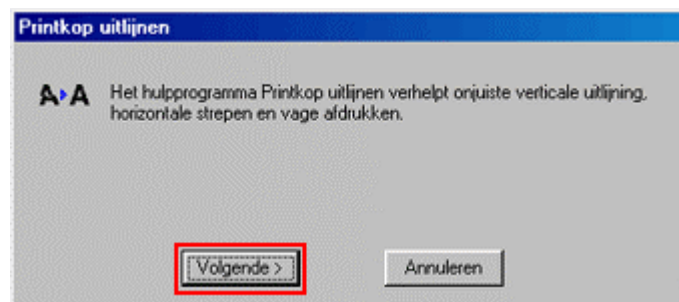 Printkop uitlijnen
A A Het hulpprogramma Printkop uitlijnen verhelpt onjuiste verticale uitlijning,
horizontale strepen en vage afdrukken.
Volgende > Annuleren